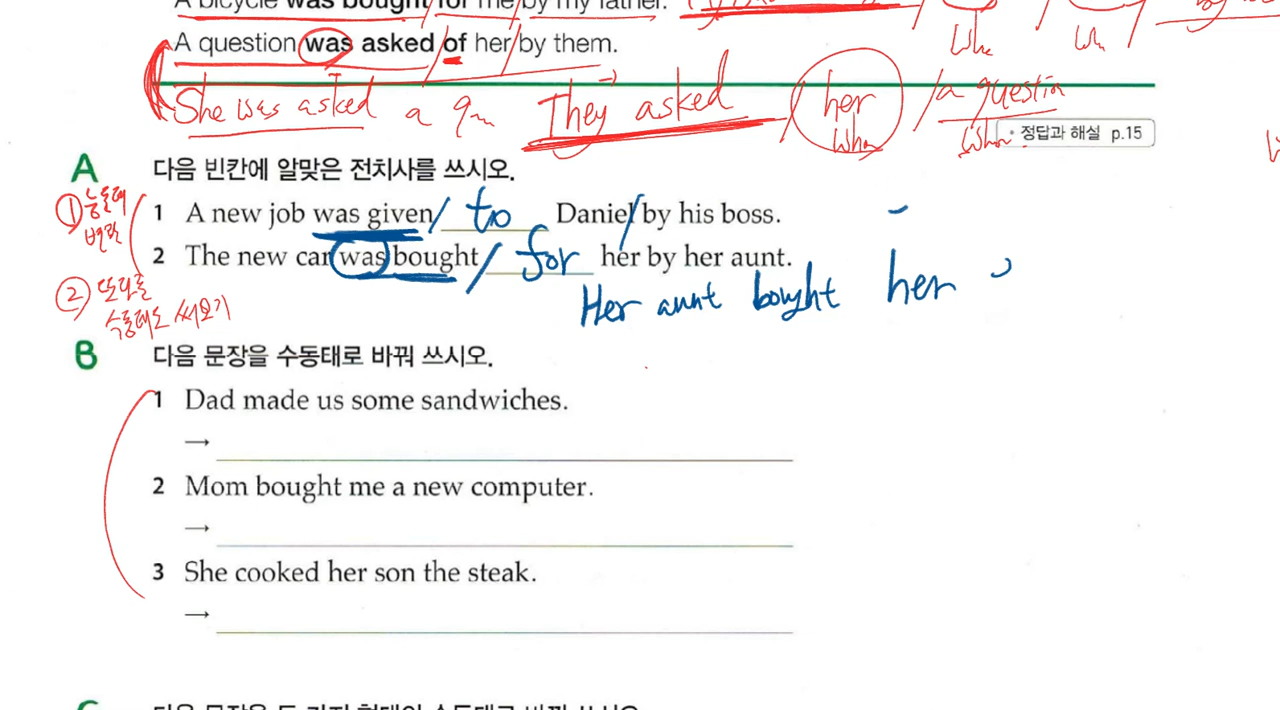 A bicycle was bought for me by my father.
A question was asked of her by them.
She was asked a They asked her a question
Who
정답과 해설 p.15
A 다음 빈칸에 알맞은 전치사를 쓰시오.
① 능동태
1 A new job was given to Daniel by his boss.
2 The new car was bought for her by her aunt.
② 또다른
수동태도 써보기
Her aunt bought her
B 다음 문장을 수동태로 바꿔 쓰시오.
1 Dad made us some sandwiches.
→
2 Mom bought me a new computer.
→
3 She cooked her son the steak.
→